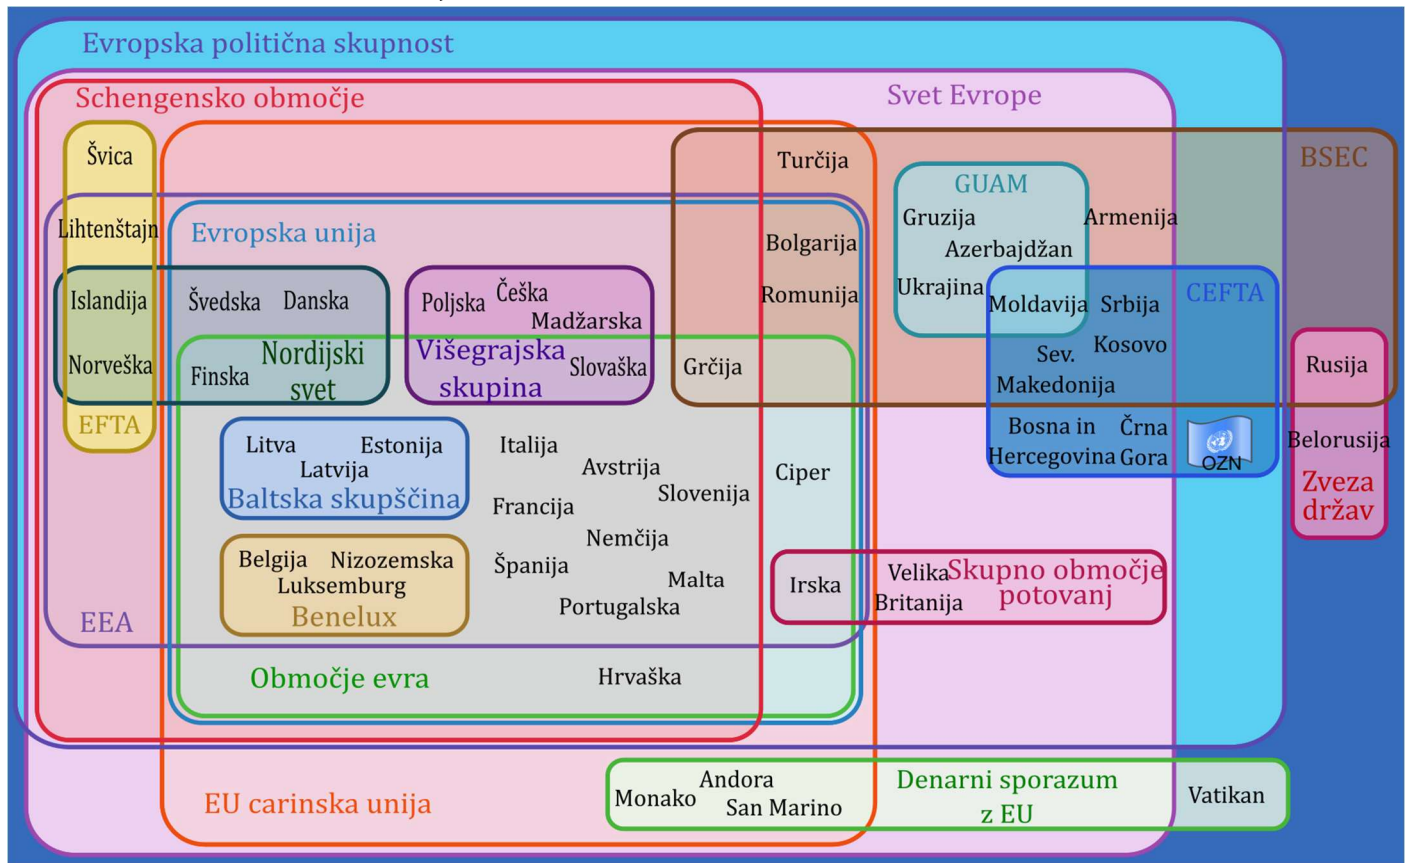 Evropska politična skupnost
Schengensko območje
Svet Evrope
Švica
Turčija
BSEC
GUAM
Lihtenštajn
Evropska unija
Gruzija
Armenija
Bolgarija
Azerbajdžan
Islandija
Švedska
Danska
Poljska
Češka
Madžarska
Romunija
Ukrajina
Moldavija
Srbija
CEFTA
Norveška
Finska
Nordijski
svet
Višegrajska
skupina
Slovaška
Grčija
Sev.
Makedonija
Kosovo
Rusija
EFTA
Litva
Estonija
Latvija
Baltska skupščina
Italija
Avstrija
Slovenija
Francija
Ciper
Bosna in
Hercegovina
Črna
Gora
OZN
Belorusija
Zveza
držav
Belgija
Nizozemska
Luksemburg
Benelux
Nemčija
Španija
Malta
Portugalska
Irska
Velika
Britanija
Skupno območje
potovanj
EEA
Območje evra
Hrvaška
EU carinska unija
Monako
Andora
San Marino
Denarni sporazum
z EU
Vatikan